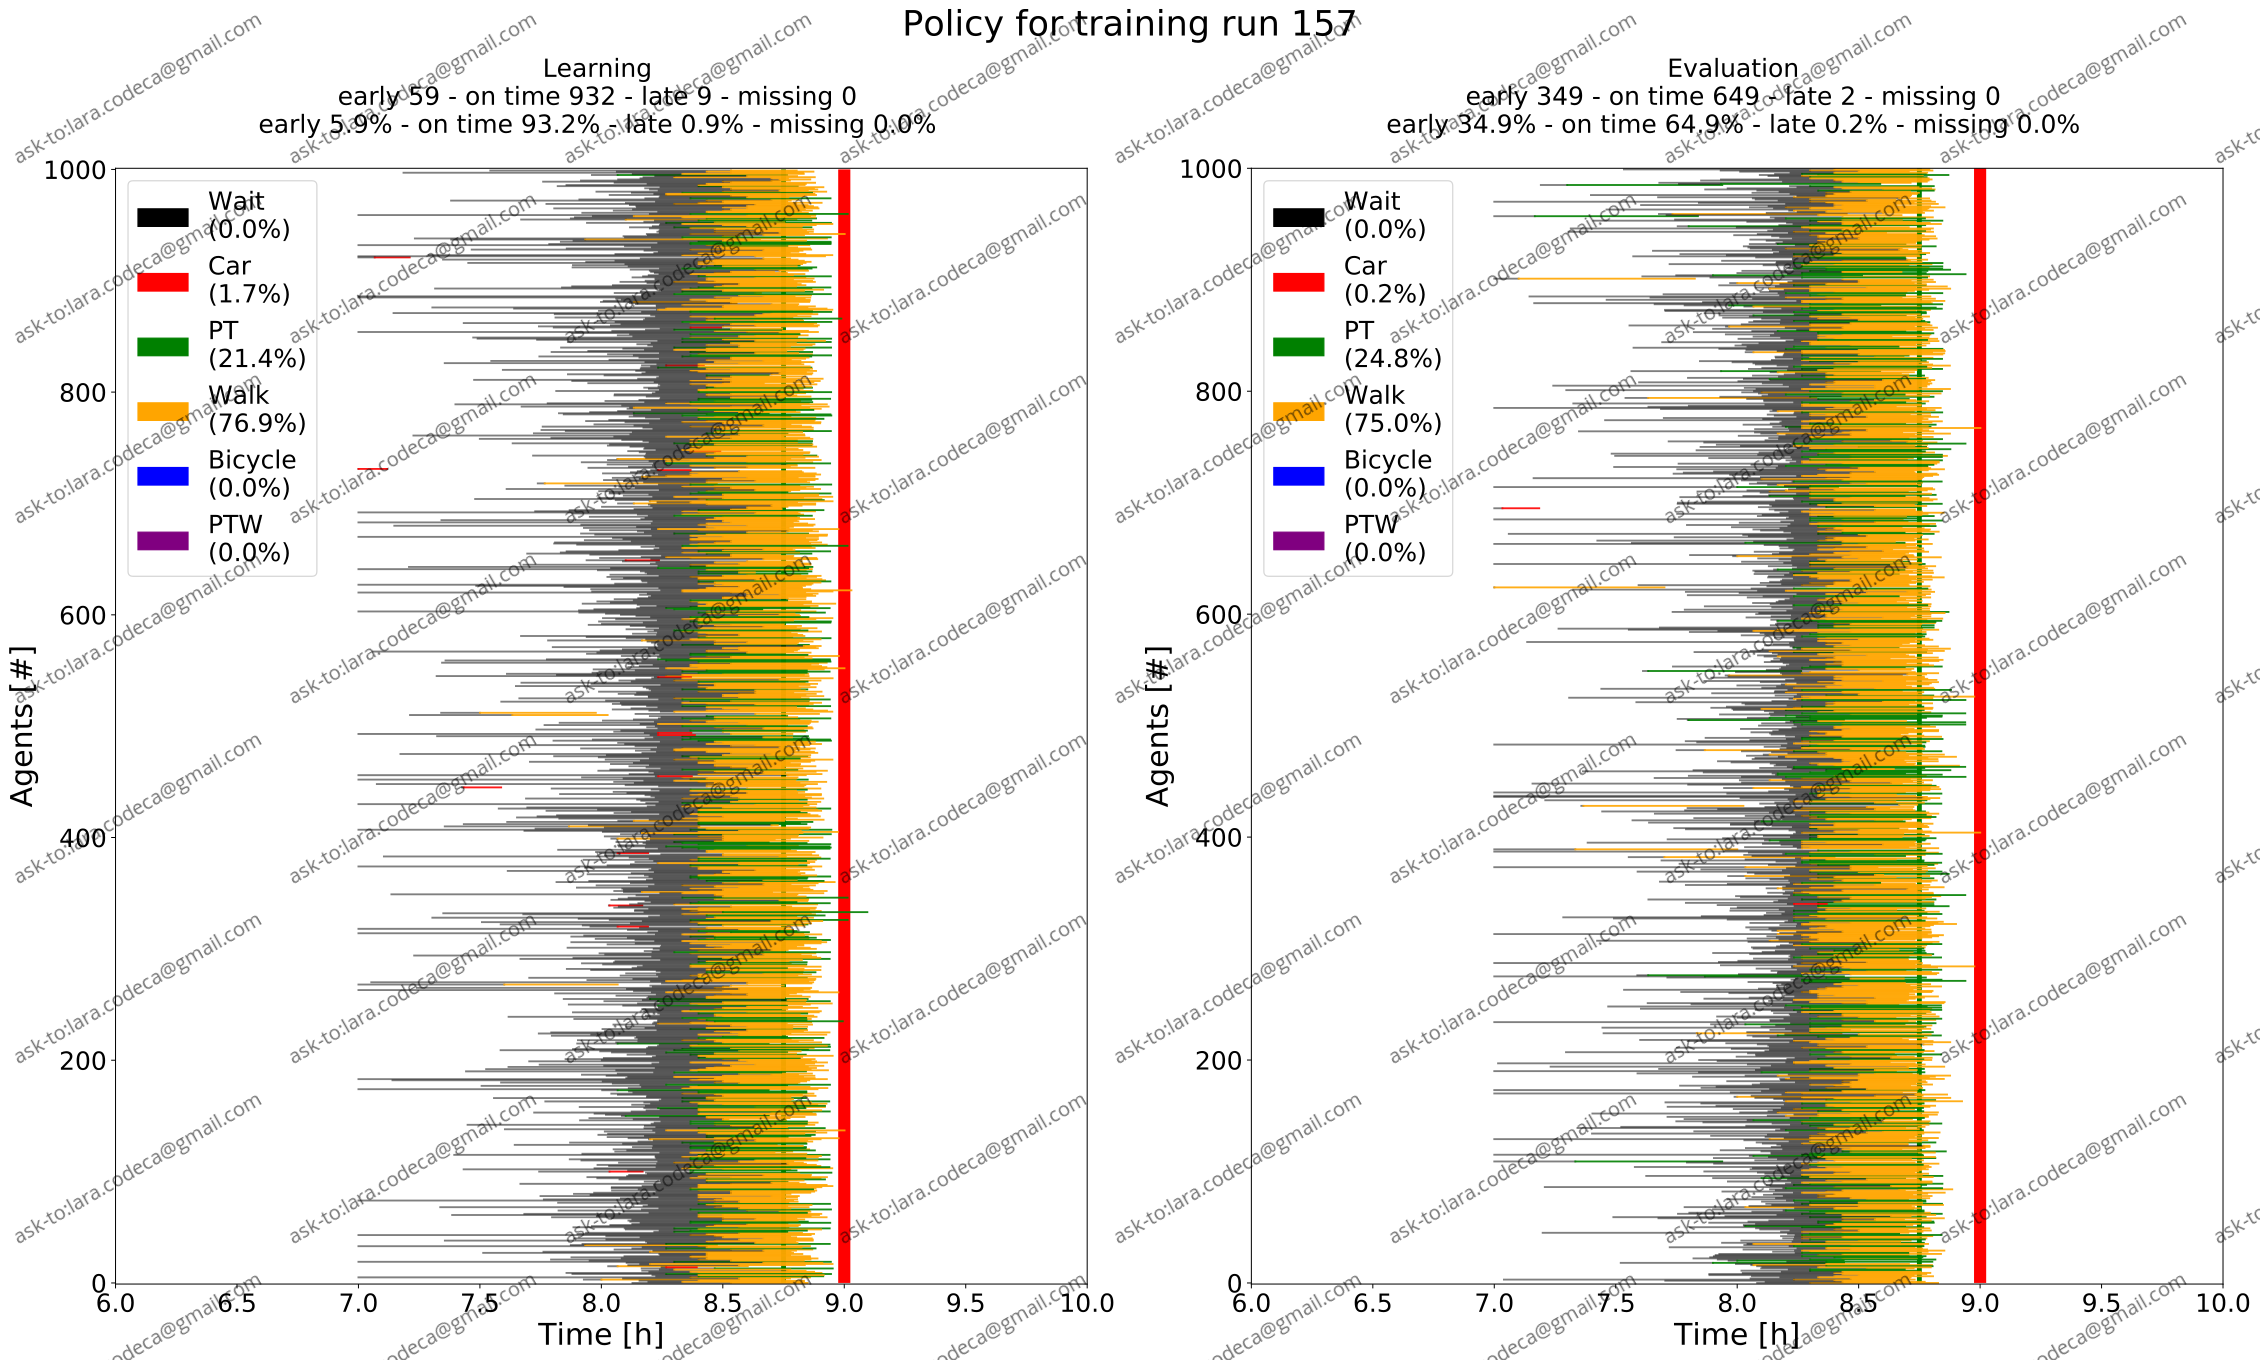 Policy for training run 157
Learning
early 59 - on time 932 - late 9 - missing 0
early 5.9% - on time 93.2% - late 0.9% - missing 0.0%
1000
800
600
400
200
0
Agents [#]
Wait
(0.0%)
Car
(1.7%)
PT
(21.4%)
Walk
(76.9%)
Bicycle
(0.0%)
PTW
(0.0%)
6.0 6.5 7.0 7.5 8.0 8.5 9.0 9.5 10.0
Time [h]
Evaluation
early 349 - on time 649 - late 2 - missing 0
early 34.9% - on time 64.9% - late 0.2% - missing 0.0%
1000
800
600
400
200
0
Agents [#]
Wait
(0.0%)
Car
(0.2%)
PT
(24.8%)
Walk
(75.0%)
Bicycle
(0.0%)
PTW
(0.0%)
6.0 6.5 7.0 7.5 8.0 8.5 9.0 9.5 10.0
Time [h]
ask-to:lara.codeca@gmail.com